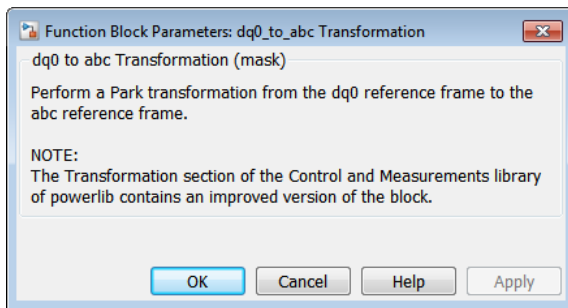 Function Block Parameters: dq0_to_abc Transformation
dq0 to abc Transformation (mask)
Perform a Park transformation from the dq0 reference frame to the
abc reference frame.
NOTE:
The Transformation section of the Control and Measurements library
of powerlib contains an improved version of the block.
OK Cancel Help Apply